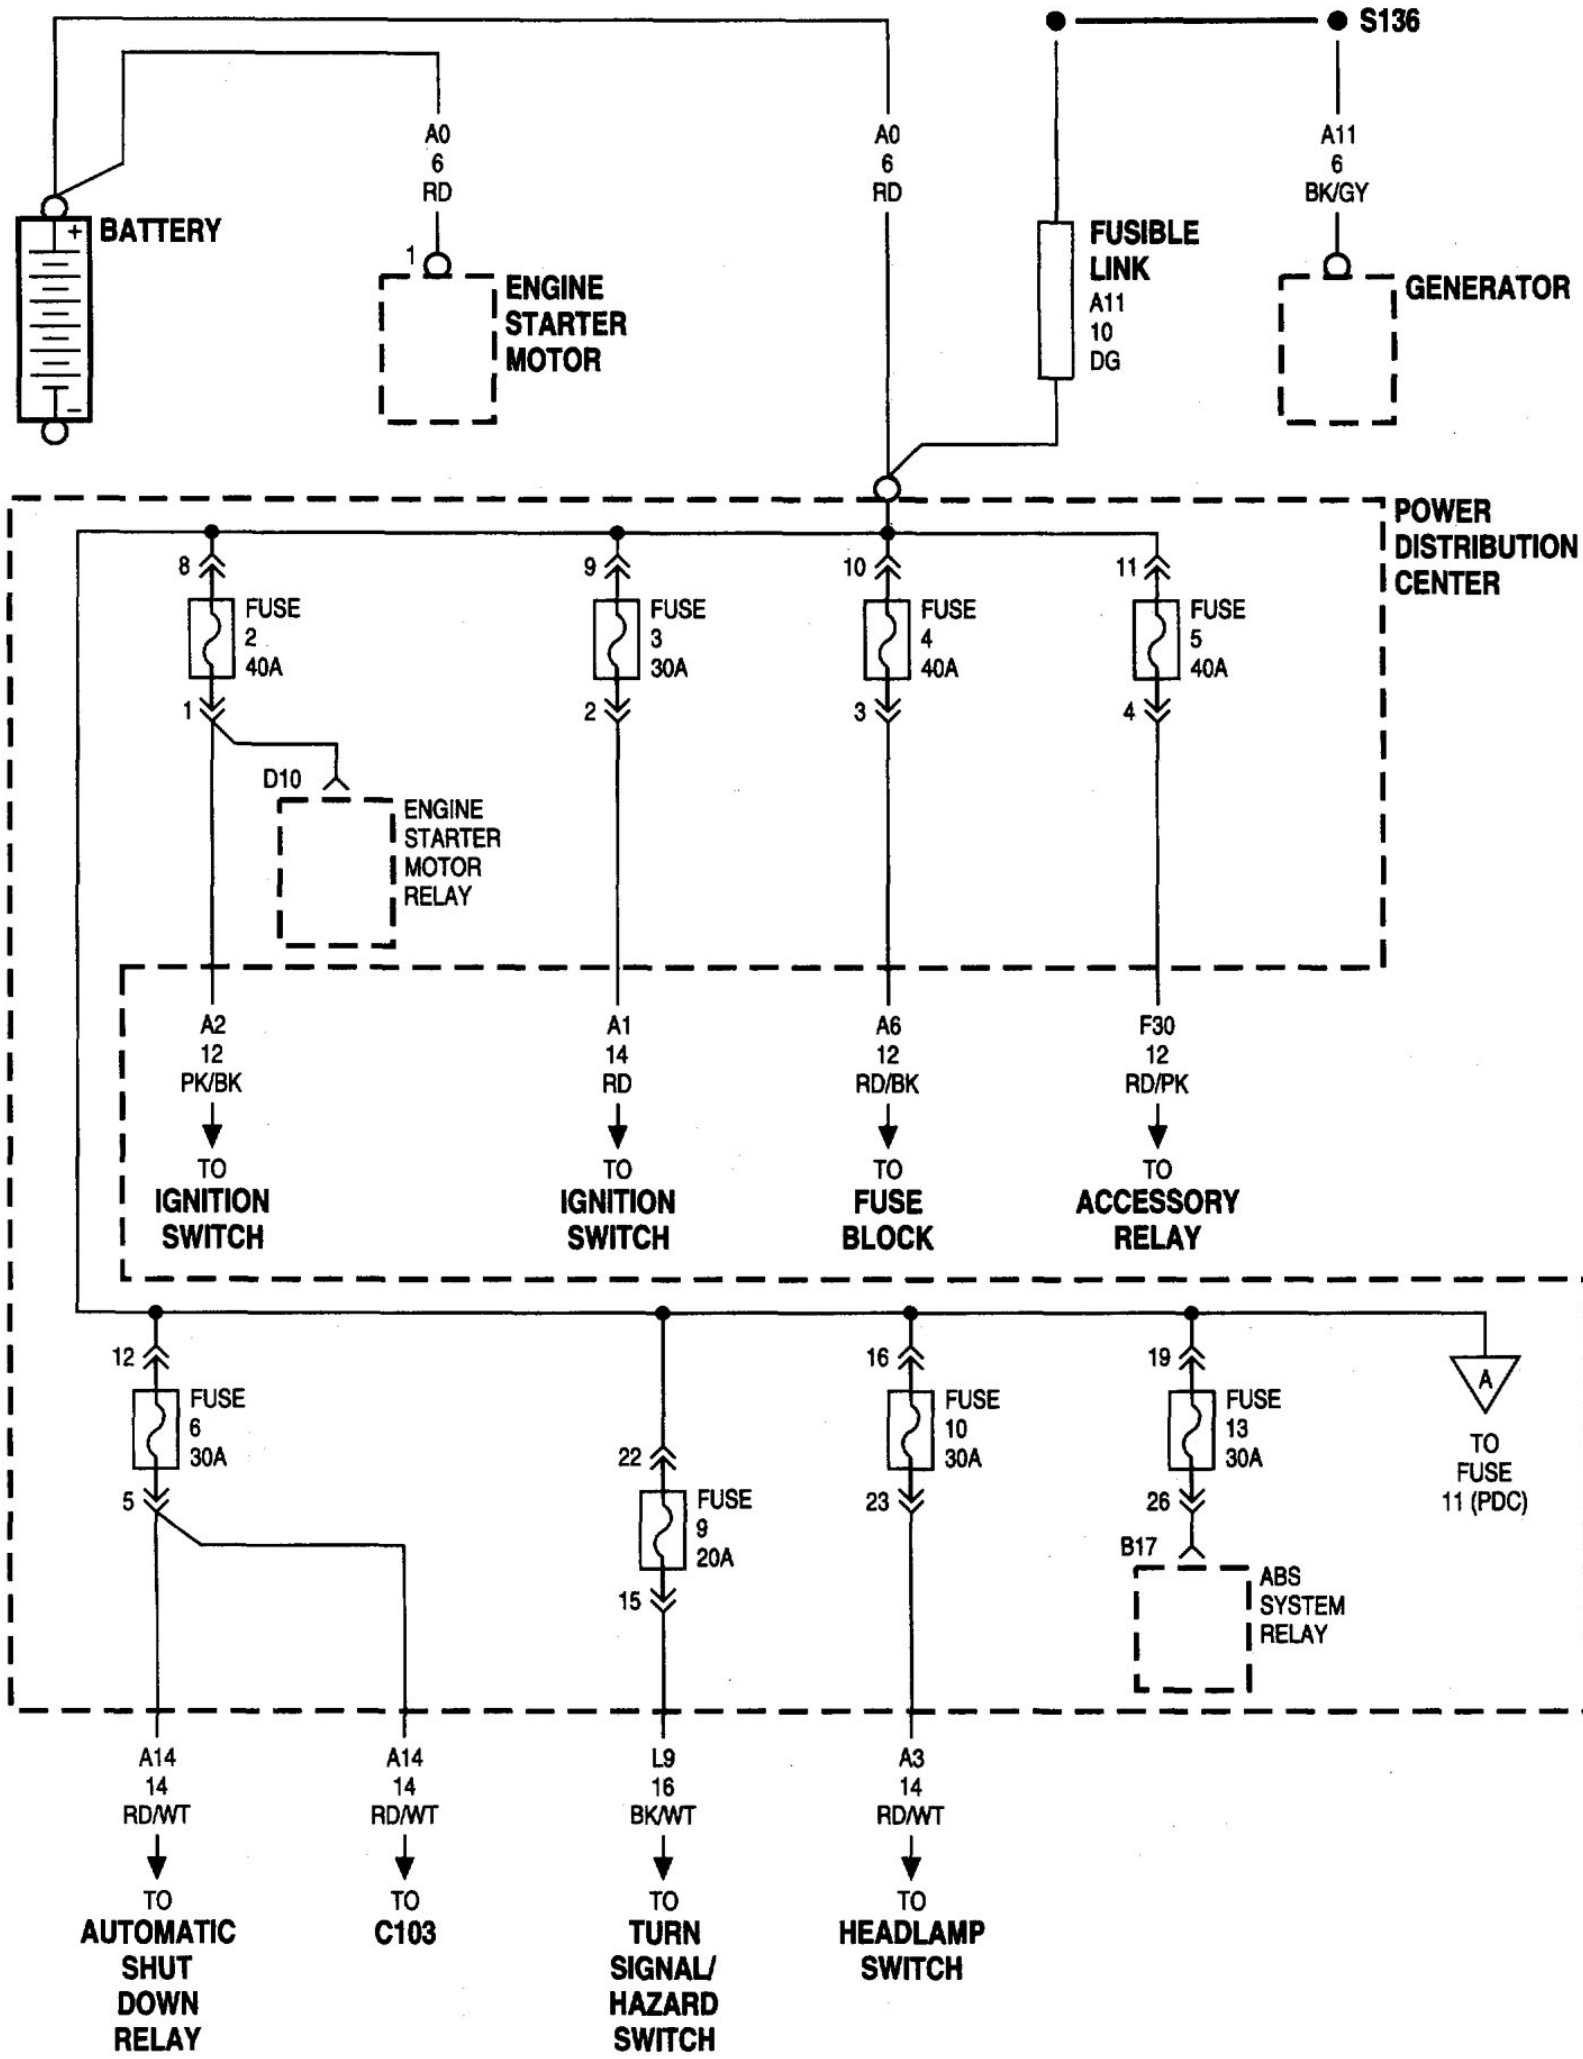 S136
A0
6
RD
A0
6
RD
A11
6
BK/GY
+
BATTERY
-
1
ENGINE
STARTER
MOTOR
FUSIBLE
LINK
A11
10
DG
GENERATOR
POWER
DISTRIBUTION
CENTER
8
FUSE
2
40A
1
9
FUSE
3
30A
2
10
FUSE
4
40A
3
11
FUSE
5
40A
4
D10
ENGINE
STARTER
MOTOR
RELAY
A2
12
PK/BK
TO
IGNITION
SWITCH
A1
14
RD
TO
IGNITION
SWITCH
A6
12
RD/BK
TO
FUSE
BLOCK
F30
12
RD/PK
TO
ACCESSORY
RELAY
12
FUSE
6
30A
5
22
FUSE
9
20A
15
16
FUSE
10
30A
23
19
FUSE
13
30A
26
B17
ABS
SYSTEM
RELAY
A
TO
FUSE
11 (PDC)
A14
14
RD/WT
TO
AUTOMATIC
SHUT
DOWN
RELAY
A14
14
RD/WT
TO
C103
L9
16
BK/WT
TO
TURN
SIGNAL/
HAZARD
SWITCH
A3
14
RD/WT
TO
HEADLAMP
SWITCH